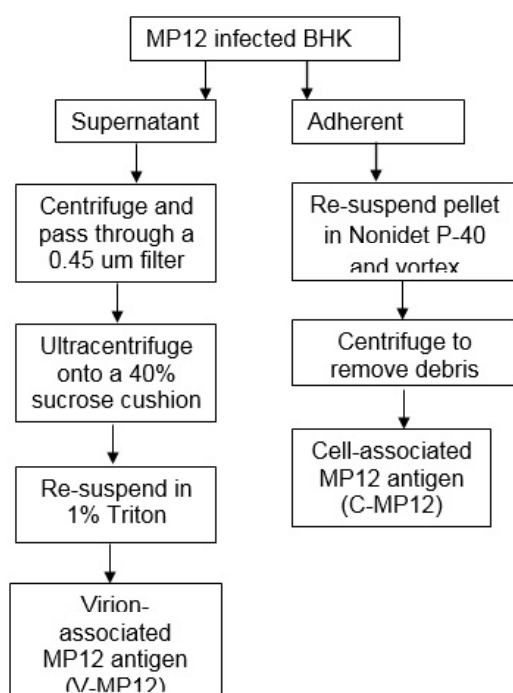 MP12 infected BHK
Supernatant
Adherent
Centrifuge and
pass through a
0.45 um filter
Re-suspend pellet
in Nonidet P-40
and vortex
Ultracentrifuge
onto a 40%
sucrose cushion
Centrifuge to
remove debris
Re-suspend in
1% Triton
Cell-associated
MP12 antigen
(C-MP12)
Virion-
associated
MP12 antigen
(V-MP12)